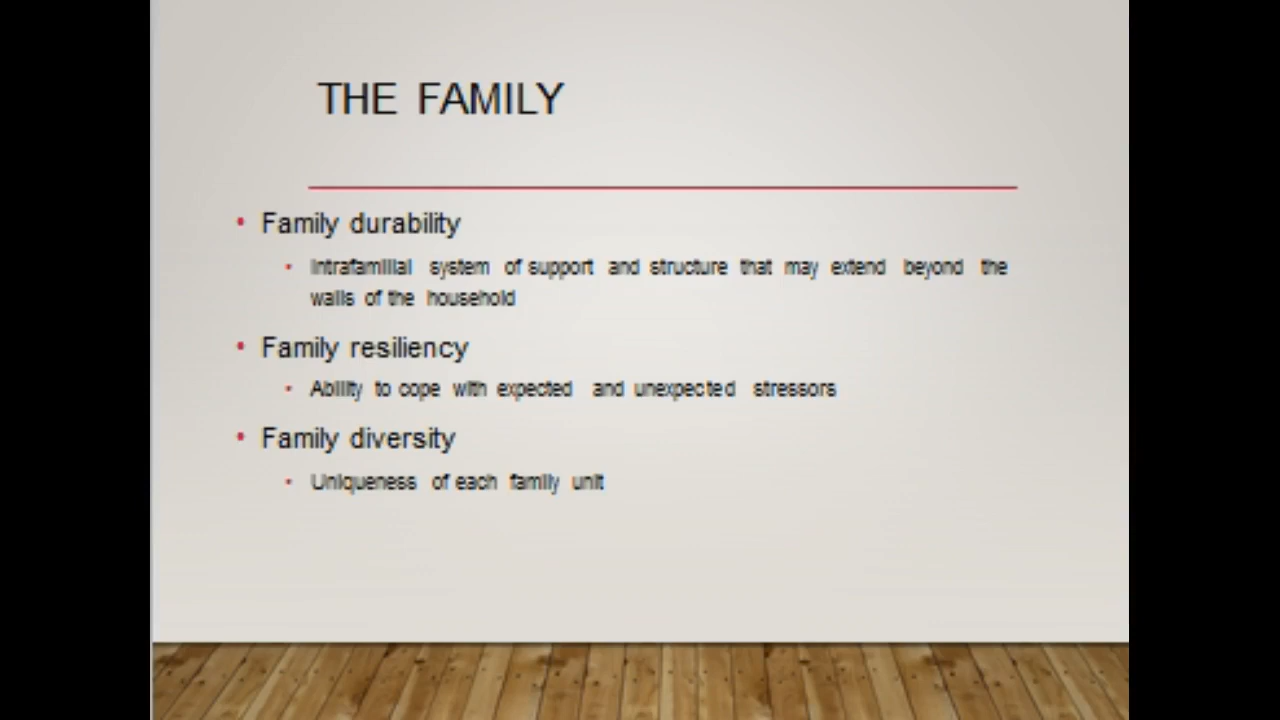 THE FAMILY
• Family durability
• Intrafamilial system of support and structure that may extend beyond the
walls of the household
• Family resiliency
• Ability to cope with expected and unexpected stressors
• Family diversity
• Uniqueness of each family unit